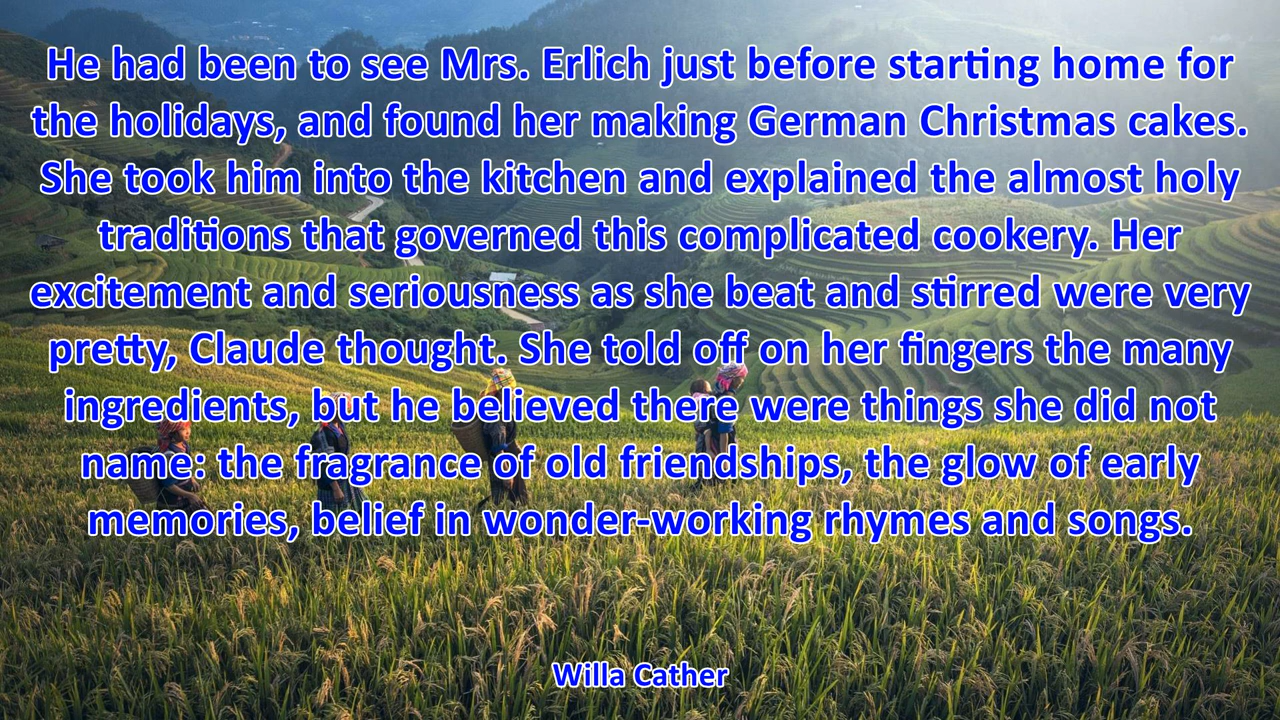 He had been to see Mrs. Erlich just before starting home for
the holidays, and found her making German Christmas cakes.
She took him into the kitchen and explained the almost holy
traditions that governed this complicated cookery. Her
excitement and seriousness as she beat and stirred were very
pretty, Claude thought. She told off on her fingers the many
ingredients, but he believed there were things she did not
name: the fragrance of old friendships, the glow of early
memories, belief in wonder-working rhymes and songs.
Willa Cather